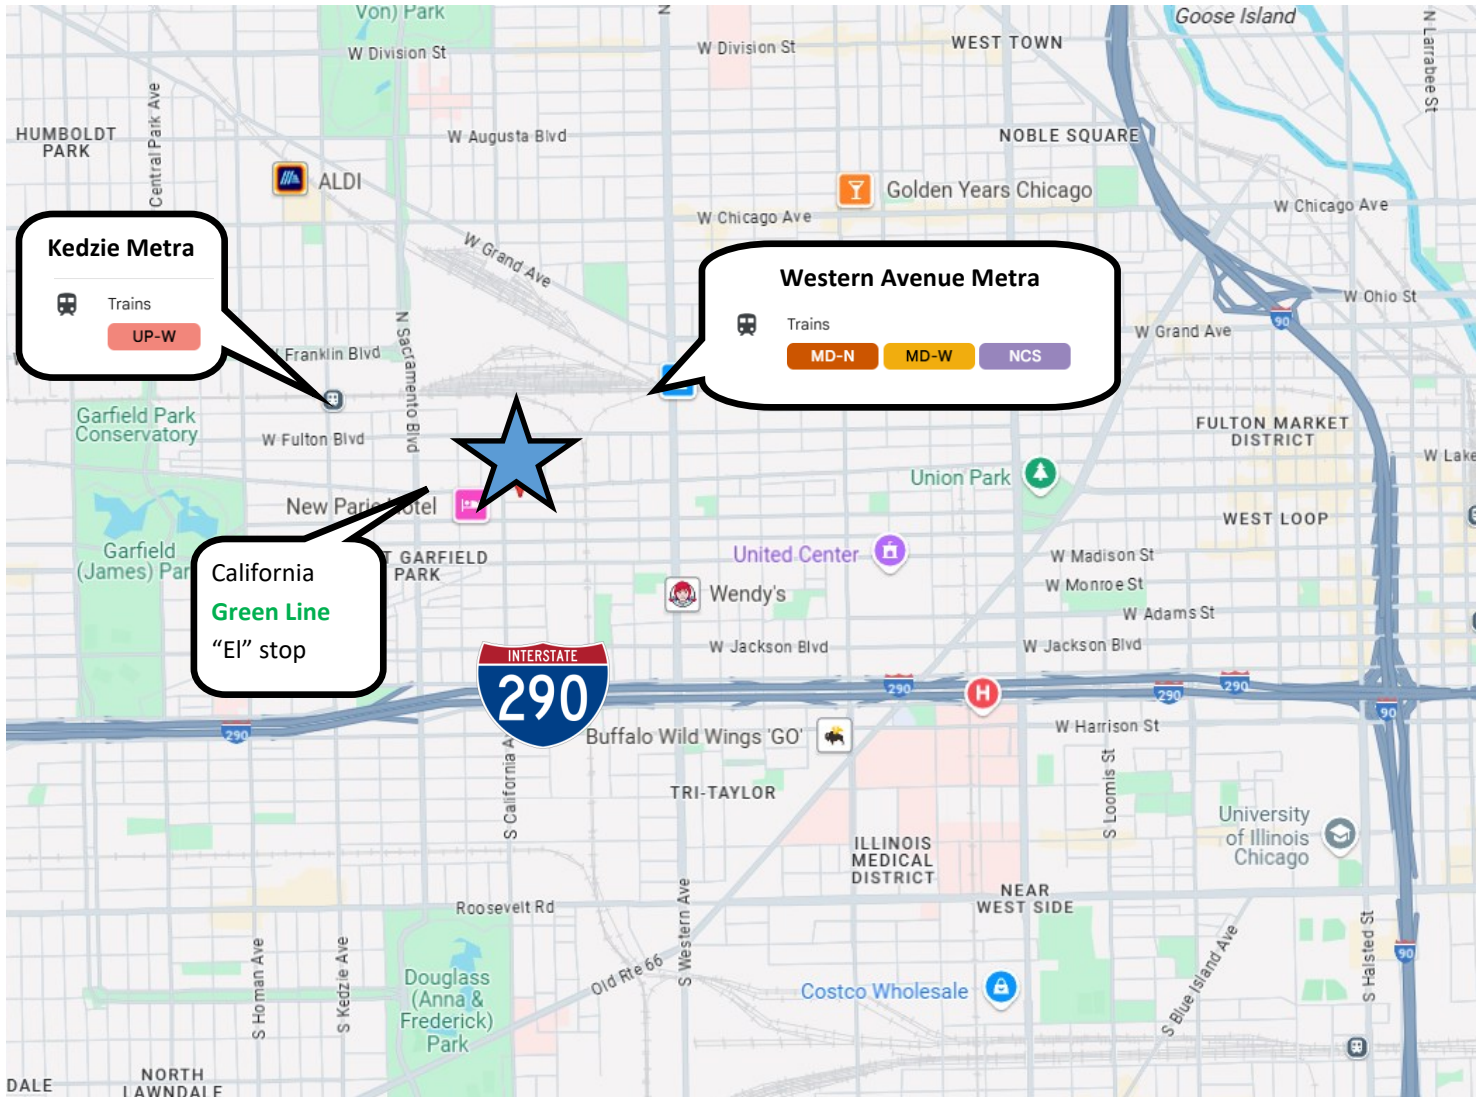 Von) Park
Goose Island
N Larrabee St
W Division St
W Division St
WEST TOWN
N
HUMBOLDT
PARK
Central Park Ave
W Augusta Blvd
NOBLE SQUARE
ALDI
Golden Years Chicago
W Chicago Ave
W Chicago Ave
W Grand Ave
Kedzie Metra
Trains
UP-W
Western Avenue Metra
Trains
MD-N
MD-W
NCS
W Ohio St
90
W Grand Ave
N Sacramento Blvd
Franklin Blvd
Garfield Park
Conservatory
W Fulton Blvd
FULTON MARKET
DISTRICT
W Lake
Union Park
New Paris Hotel
WEST LOOP
Garfield
(James) Par
T GARFIELD
PARK
United Center
W Madison St
W Monroe St
W Adams St
California
Green Line
“El” stop
Wendy's
W Jackson Blvd
W Jackson Blvd
INTERSTATE
290
290
H
290
290
90
290
W Harrison St
Buffalo Wild Wings 'GO'
S California A
TRI-TAYLOR
S Loomis St
University
of Illinois
Chicago
ILLINOIS
MEDICAL
DISTRICT
NEAR
WEST SIDE
Roosevelt Rd
S Western Ave
S Homan Ave
S Kedzie Ave
Douglass
(Anna &
Frederick)
Park
Old Rte 66
Costco Wholesale
S Blue Island Ave
S Halsted St
90
DALE
NORTH
LAWNDALE